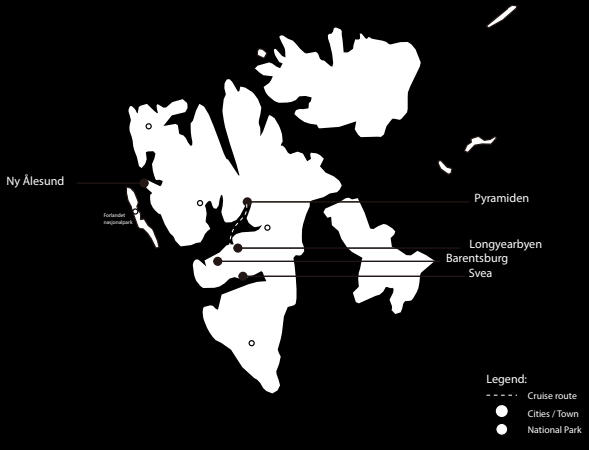 Ny Ålesund
Forlandet
nasjonalpark
Pyramiden
Longyearbyen
Barentsburg
Svea
Legend:
Cruise route
Cities / Town
National Park